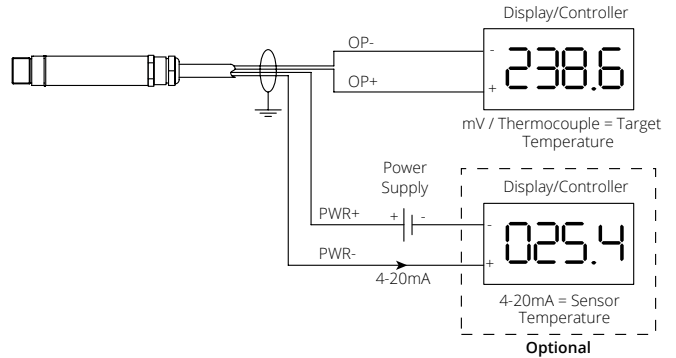 Display/Controller
OP-
-
238.6
OP+
+
mV / Thermocouple = Target
Temperature
Power
Supply
Display/Controller
PWR+
+
-
-
025.4
PWR-
+
4-20mA
4-20mA = Sensor
Temperature
Optional